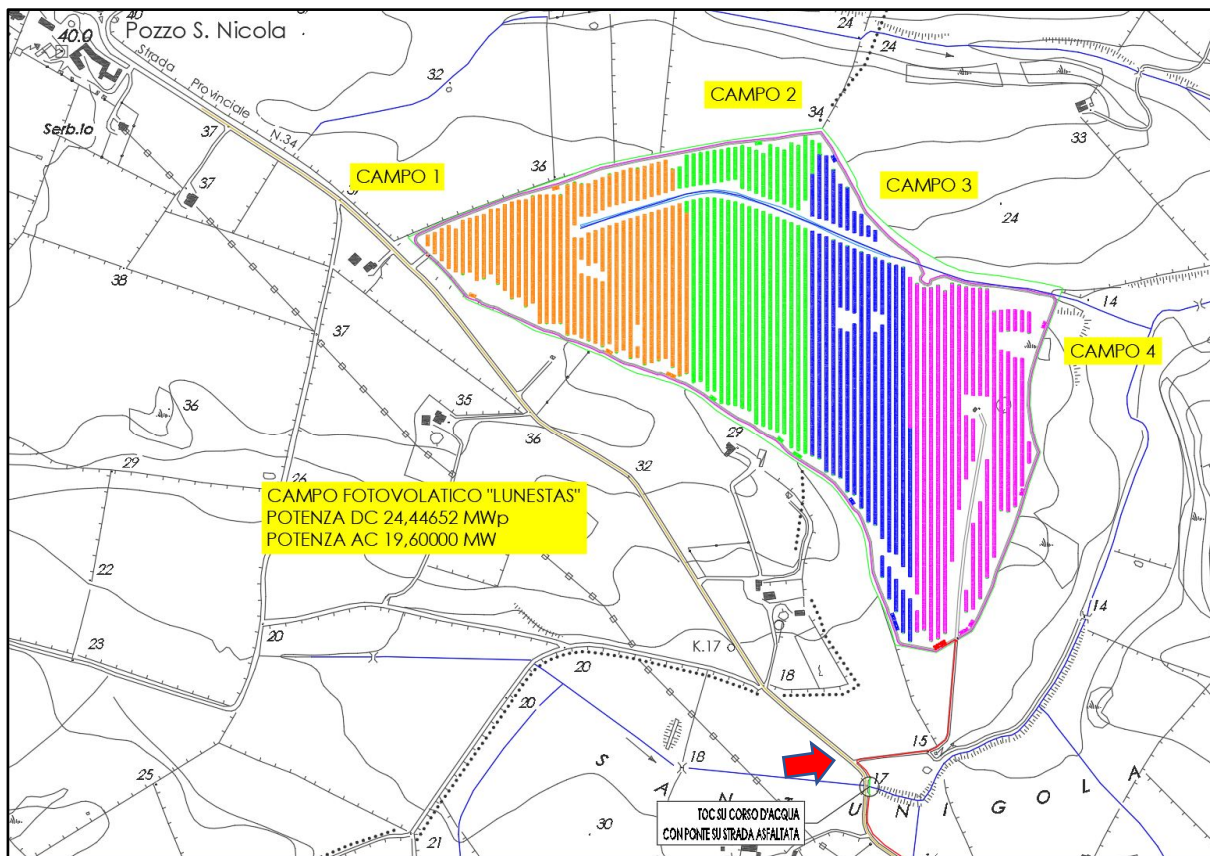 40
40.0
Pozzo S. Nicola
Strada Provinciale N.34
Serb.Io
37
37
32
24
24
34
33
CAMPO 2
36
CAMPO 1
CAMPO 3
24
38
37
14
CAMPO 4
36
35
36
29
29
32
26
CAMPO FOTOVOLATICO "LUNESTAS"
POTENZA DC 24,44652 MWp
POTENZA AC 19,60000 MW
22
14
20
23
K.17
20
18
20
15
18
17
25
S A N
U N I G O L A
TOC SU CORSO D'ACQUA
CON PONTE SU STRADA ASFALTATA
30
21